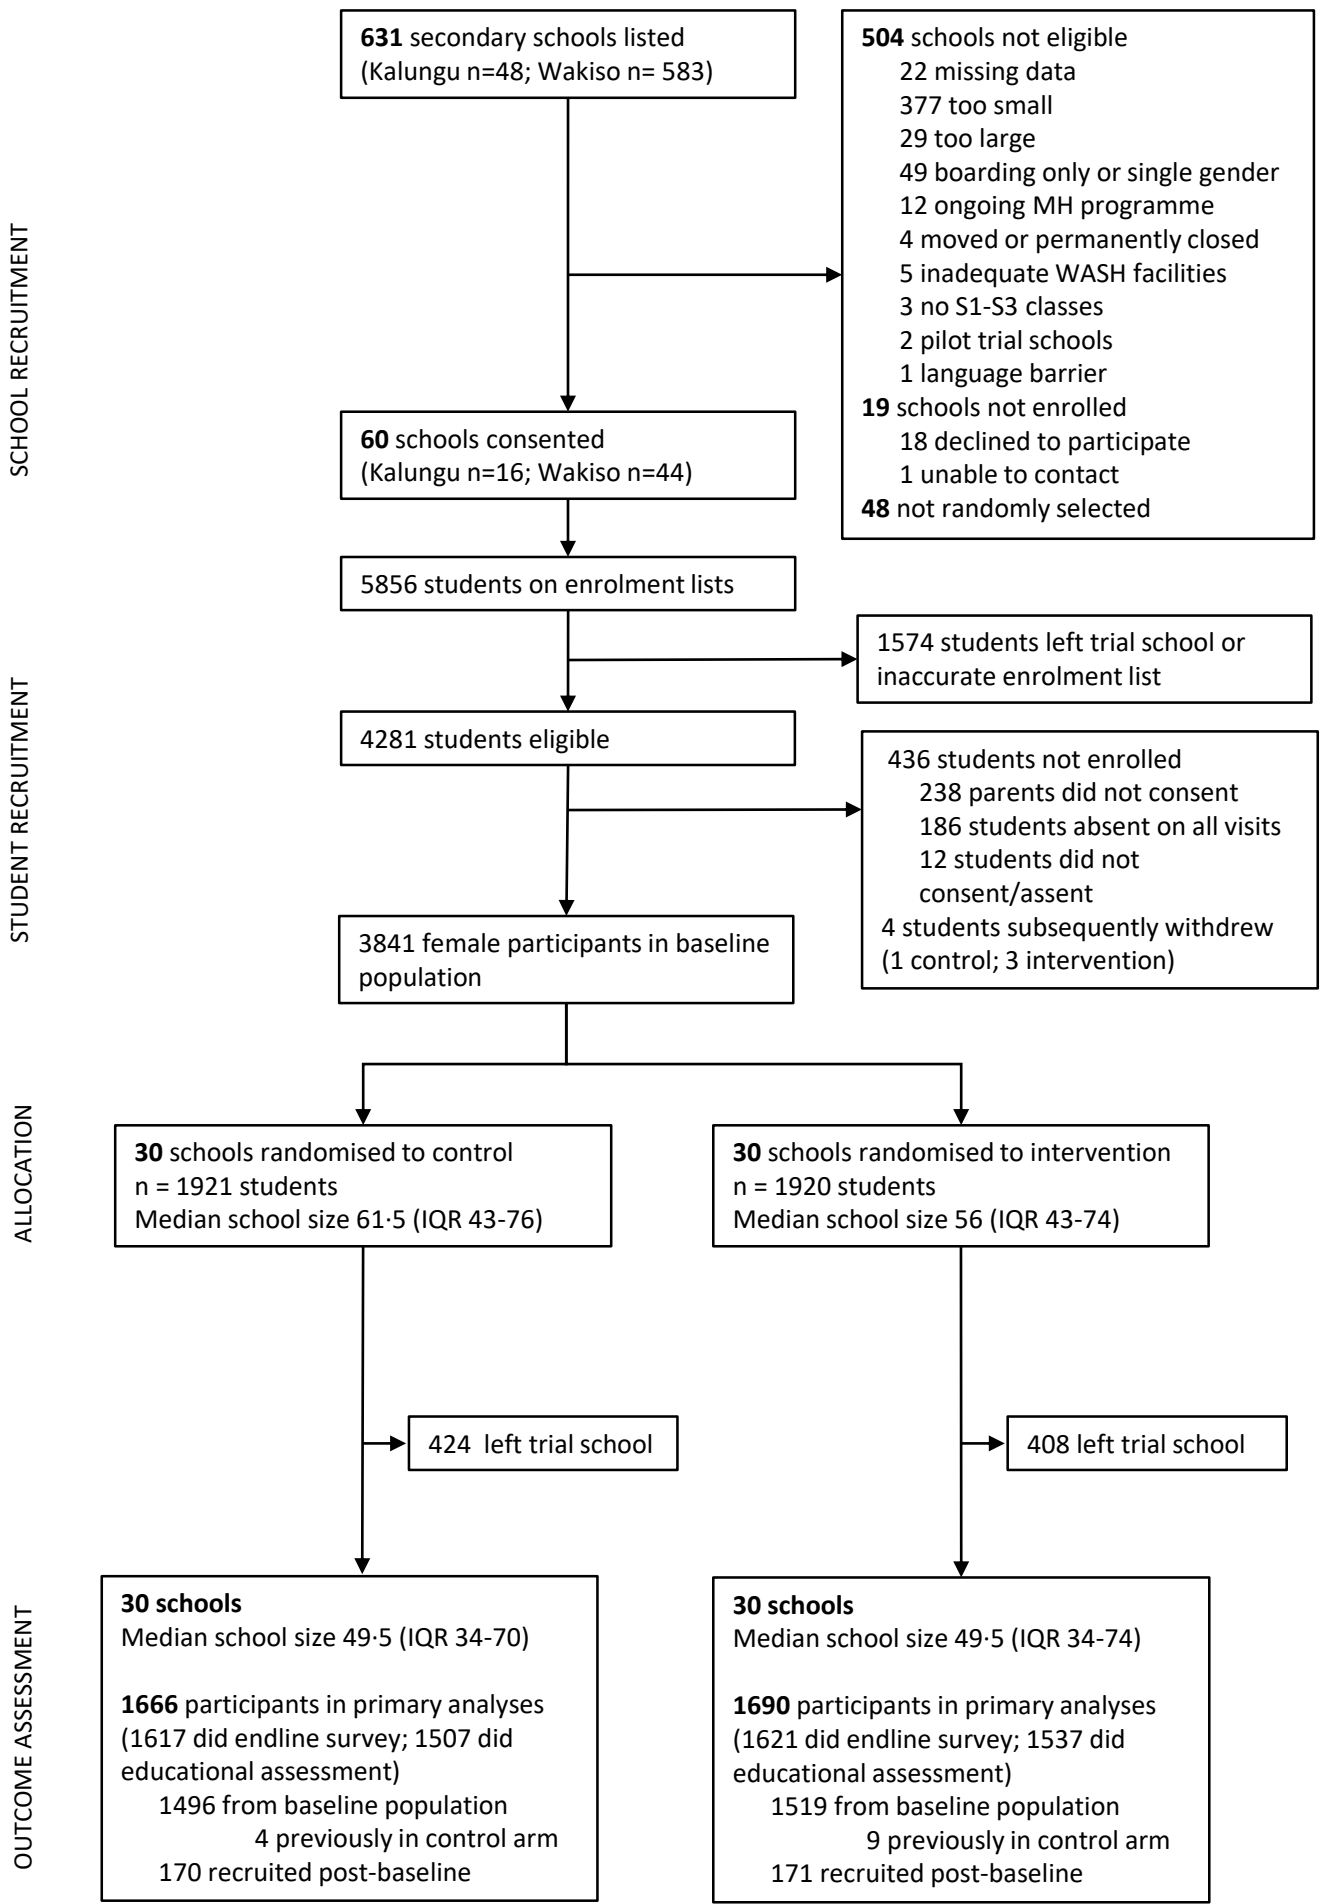 631 secondary schools listed
(Kalungu n=48; Wakiso n= 583)
504 schools not eligible
22 missing data
377 too small
29 too large
49 boarding only or single gender
12 ongoing MH programme
4 moved or permanently closed
5 inadequate WASH facilities
3 no S1-S3 classes
2 pilot trial schools
1 language barrier
19 schools not enrolled
18 declined to participate
1 unable to contact
48 not randomly selected
SCHOOL RECRUITMENT
60 schools consented
(Kalungu n=16; Wakiso n=44)
5856 students on enrolment lists
1574 students left trial school or
inaccurate enrolment list
STUDENT RECRUITMENT
4281 students eligible
436 students not enrolled
238 parents did not consent
186 students absent on all visits
12 students did not
consent/assent
4 students subsequently withdrew
(1 control; 3 intervention)
3841 female participants in baseline
population
ALLOCATION
30 schools randomised to control
n = 1921 students
Median school size 61·5 (IQR 43-76)
30 schools randomised to intervention
n = 1920 students
Median school size 56 (IQR 43-74)
424 left trial school
408 left trial school
OUTCOME ASSESSMENT
30 schools
Median school size 49·5 (IQR 34-70)
1666 participants in primary analyses
(1617 did endline survey; 1507 did
educational assessment)
1496 from baseline population
4 previously in control arm
170 recruited post-baseline
30 schools
Median school size 49·5 (IQR 34-74)
1690 participants in primary analyses
(1621 did endline survey; 1537 did
educational assessment)
1519 from baseline population
9 previously in control arm
171 recruited post-baseline